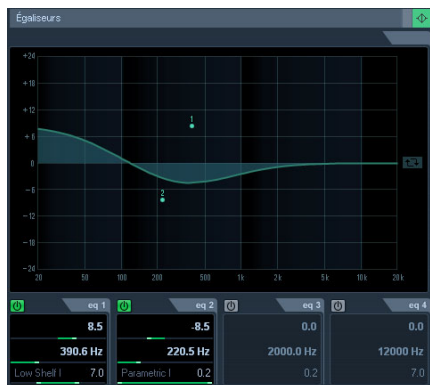 Égaliseurs
+24
+18
+12
+6
0
-6
-12
-18
-24
1
2
20 50 100 200 500 1k 2k 5k 10k 20k
eq 1 eq 2 eq 3 eq 4
8.5 -8.5 0.0 0.0
390.6 Hz 220.5 Hz 2000.0 Hz 12000 Hz
Low Shelf I 7.0 Parametric I 0.2 0.2 7.0